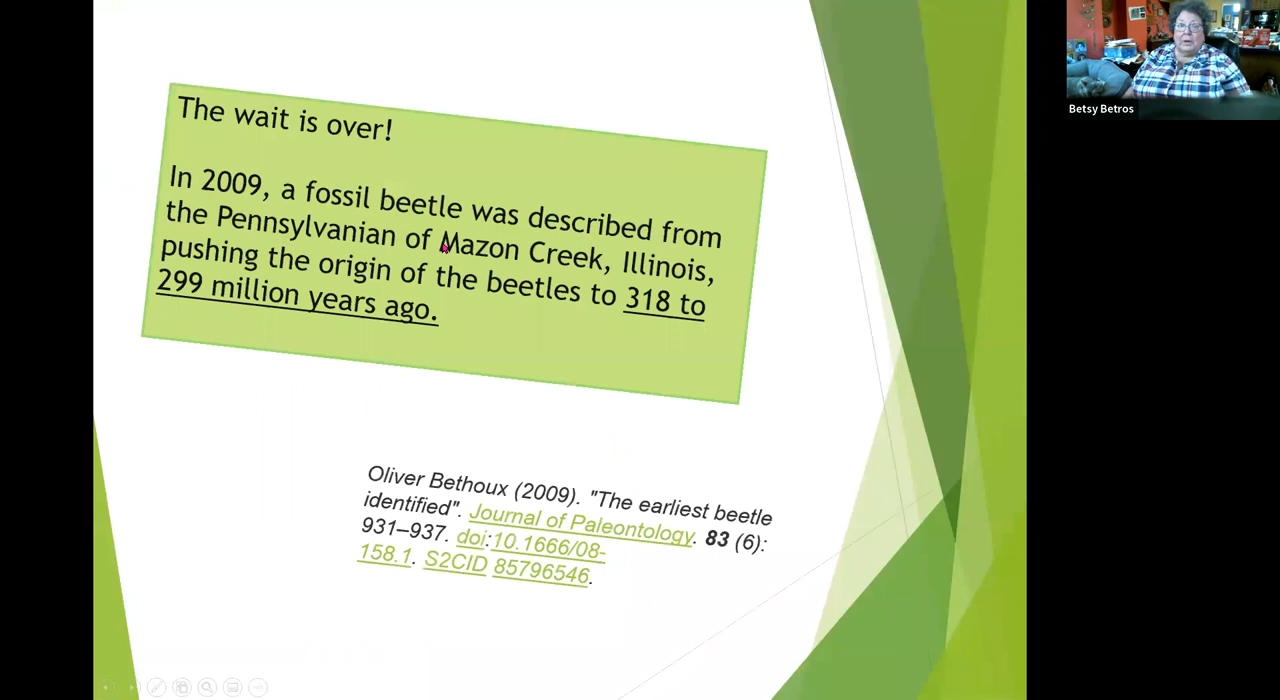 The wait is over!
In 2009, a fossil beetle was described from
the Pennsylvanian of Mazon Creek, Illinois,
pushing the origin of the beetles to 318 to
299 million years ago.
Oliver Bethoux (2009). "The earliest beetle
identified". Journal of Paleontology. 83 (6):
931–937. doi:10.1666/08-
158.1. S2CID 85796546.
Betsy Betros